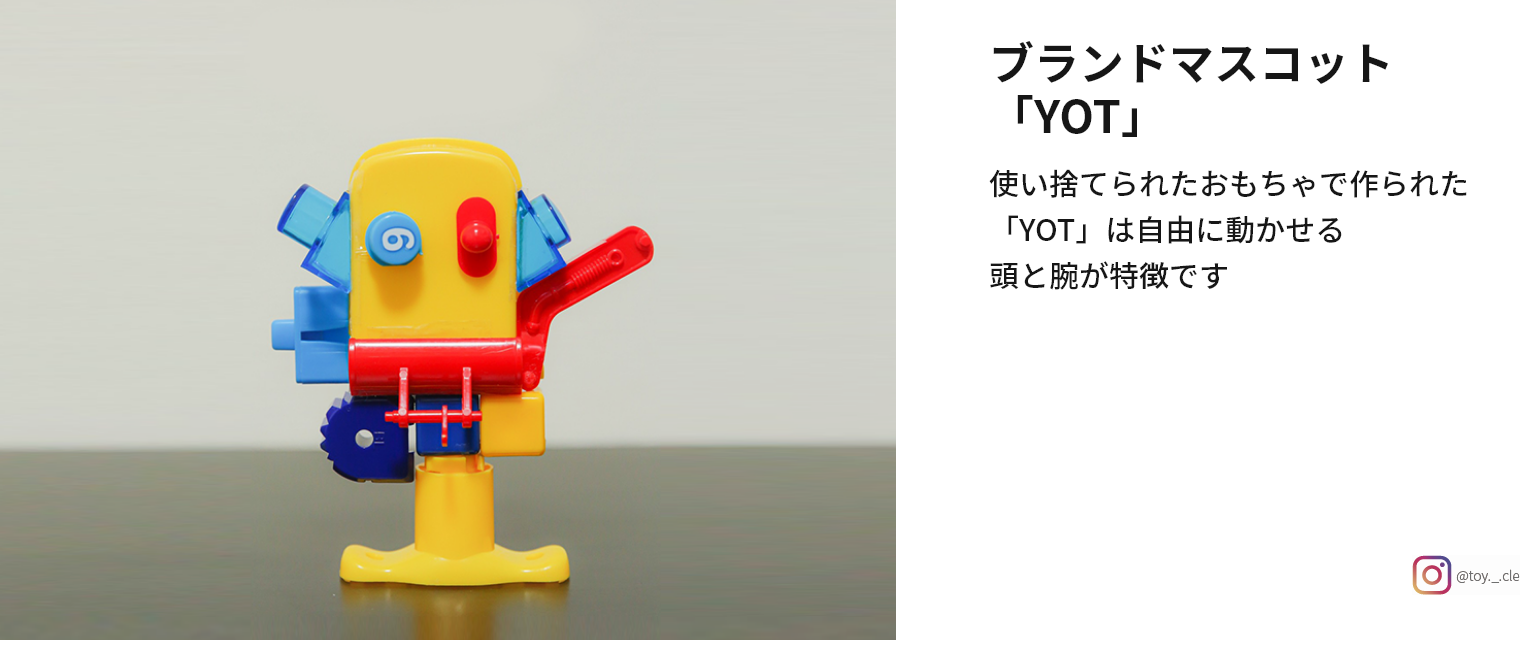 ブランドマスコット
「YOT」
使い捨てられたおもちゃで作られた
「YOT」は自由に動かせる
頭と腕が特徴です
6
@toy._.cle